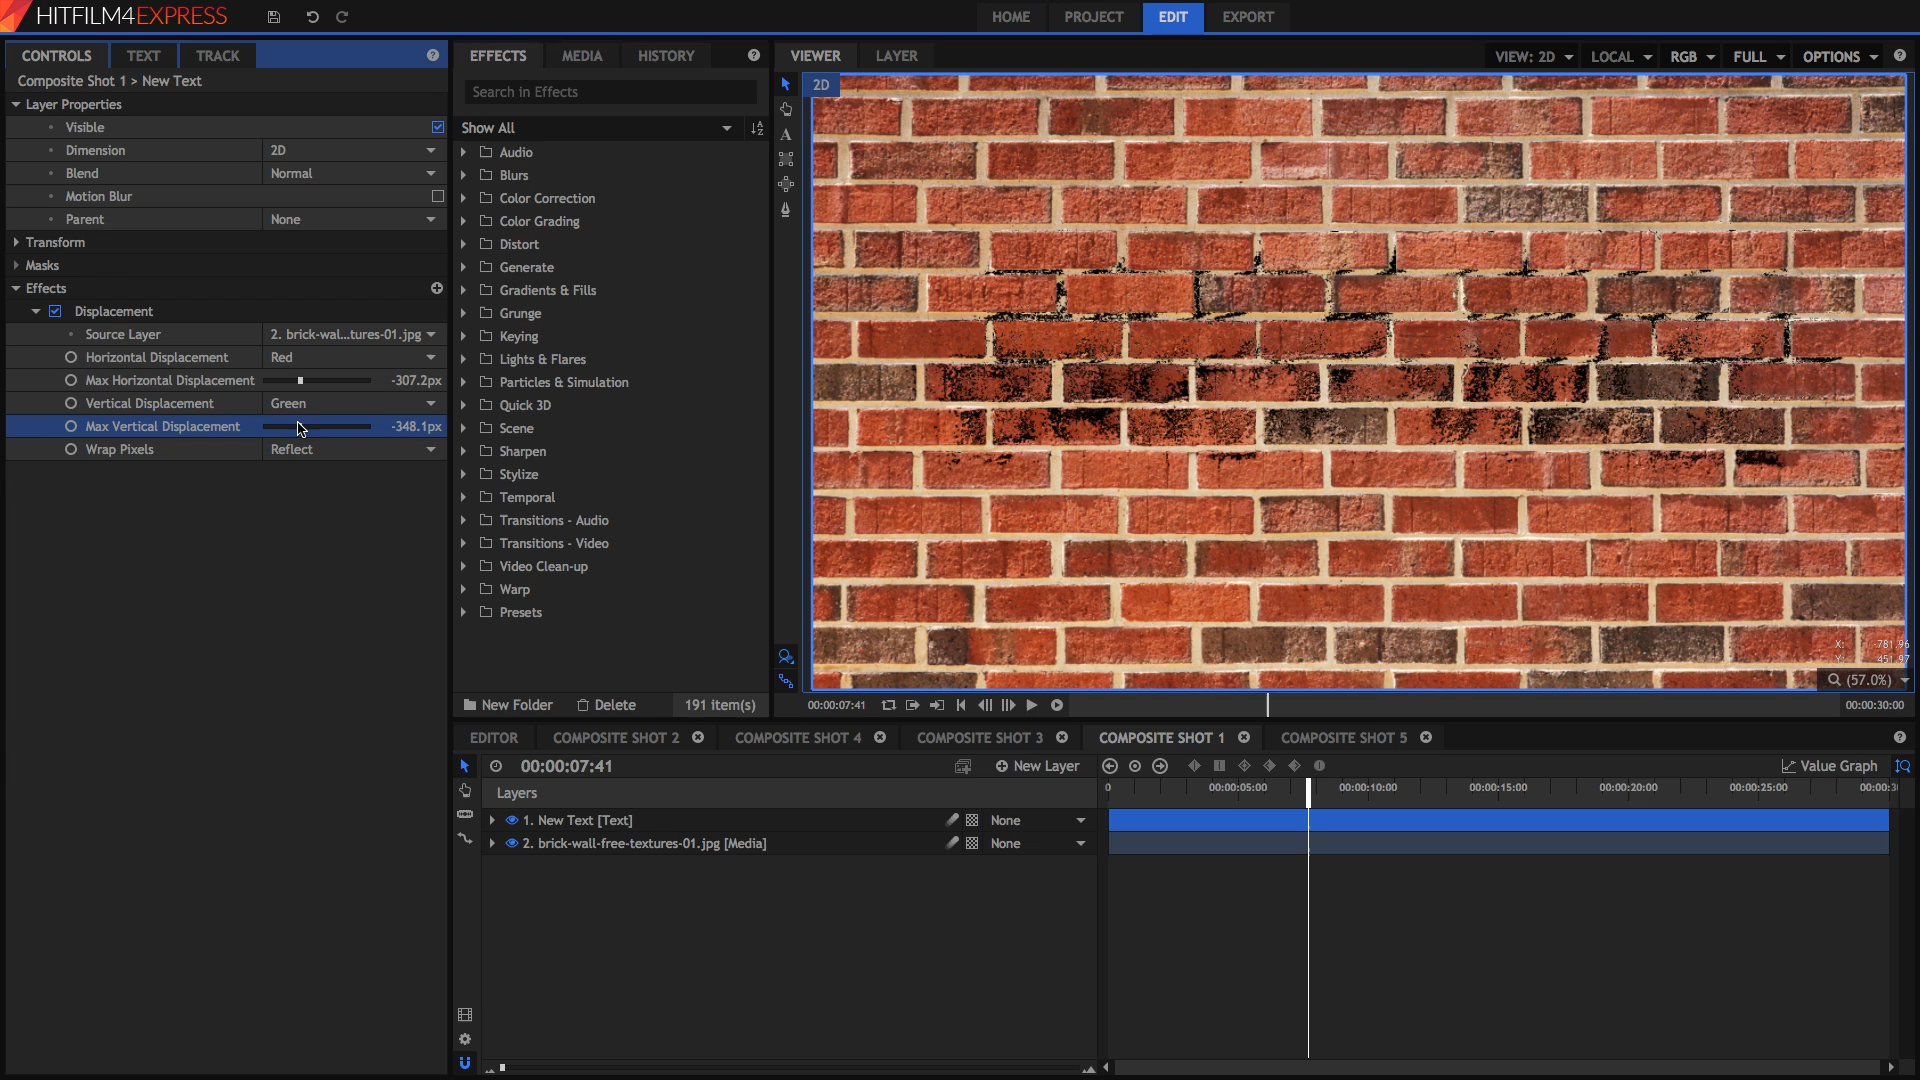 HITFILM4EXPRESS
HOME PROJECT EDIT EXPORT
CONTROLS TEXT TRACK
Composite Shot 1 > New Text
Layer Properties
Visible
Dimension 2D
Blend Normal
Motion Blur
Parent None
Transform
Masks
Effects
Displacement
Source Layer 2. brick-wal...tures-01.jpg
Horizontal Displacement Red
Max Horizontal Displacement -307.2px
Vertical Displacement Green
Max Vertical Displacement -348.1px
Wrap Pixels Reflect
EFFECTS MEDIA HISTORY
Search in Effects
Show All
Audio
Blurs
Color Correction
Color Grading
Distort
Generate
Gradients & Fills
Grunge
Keying
Lights & Flares
Particles & Simulation
Quick 3D
Scene
Sharpen
Stylize
Temporal
Transitions - Audio
Transitions - Video
Video Clean-up
Warp
Presets
New Folder Delete 191 item(s)
VIEWER LAYER
VIEW: 2D LOCAL RGB FULL OPTIONS
2D
X: -781.96
Y: 451.97
(57.0%)
00:00:07:41 00:00:30:00
EDITOR COMPOSITE SHOT 2 COMPOSITE SHOT 4 COMPOSITE SHOT 3 COMPOSITE SHOT 1 COMPOSITE SHOT 5
00:00:07:41 New Layer Value Graph
Layers
0 00:00:05:00 00:00:10:00 00:00:15:00 00:00:20:00 00:00:25:00 00:00:3
1. New Text [Text] None
2. brick-wall-free-textures-01.jpg [Media] None